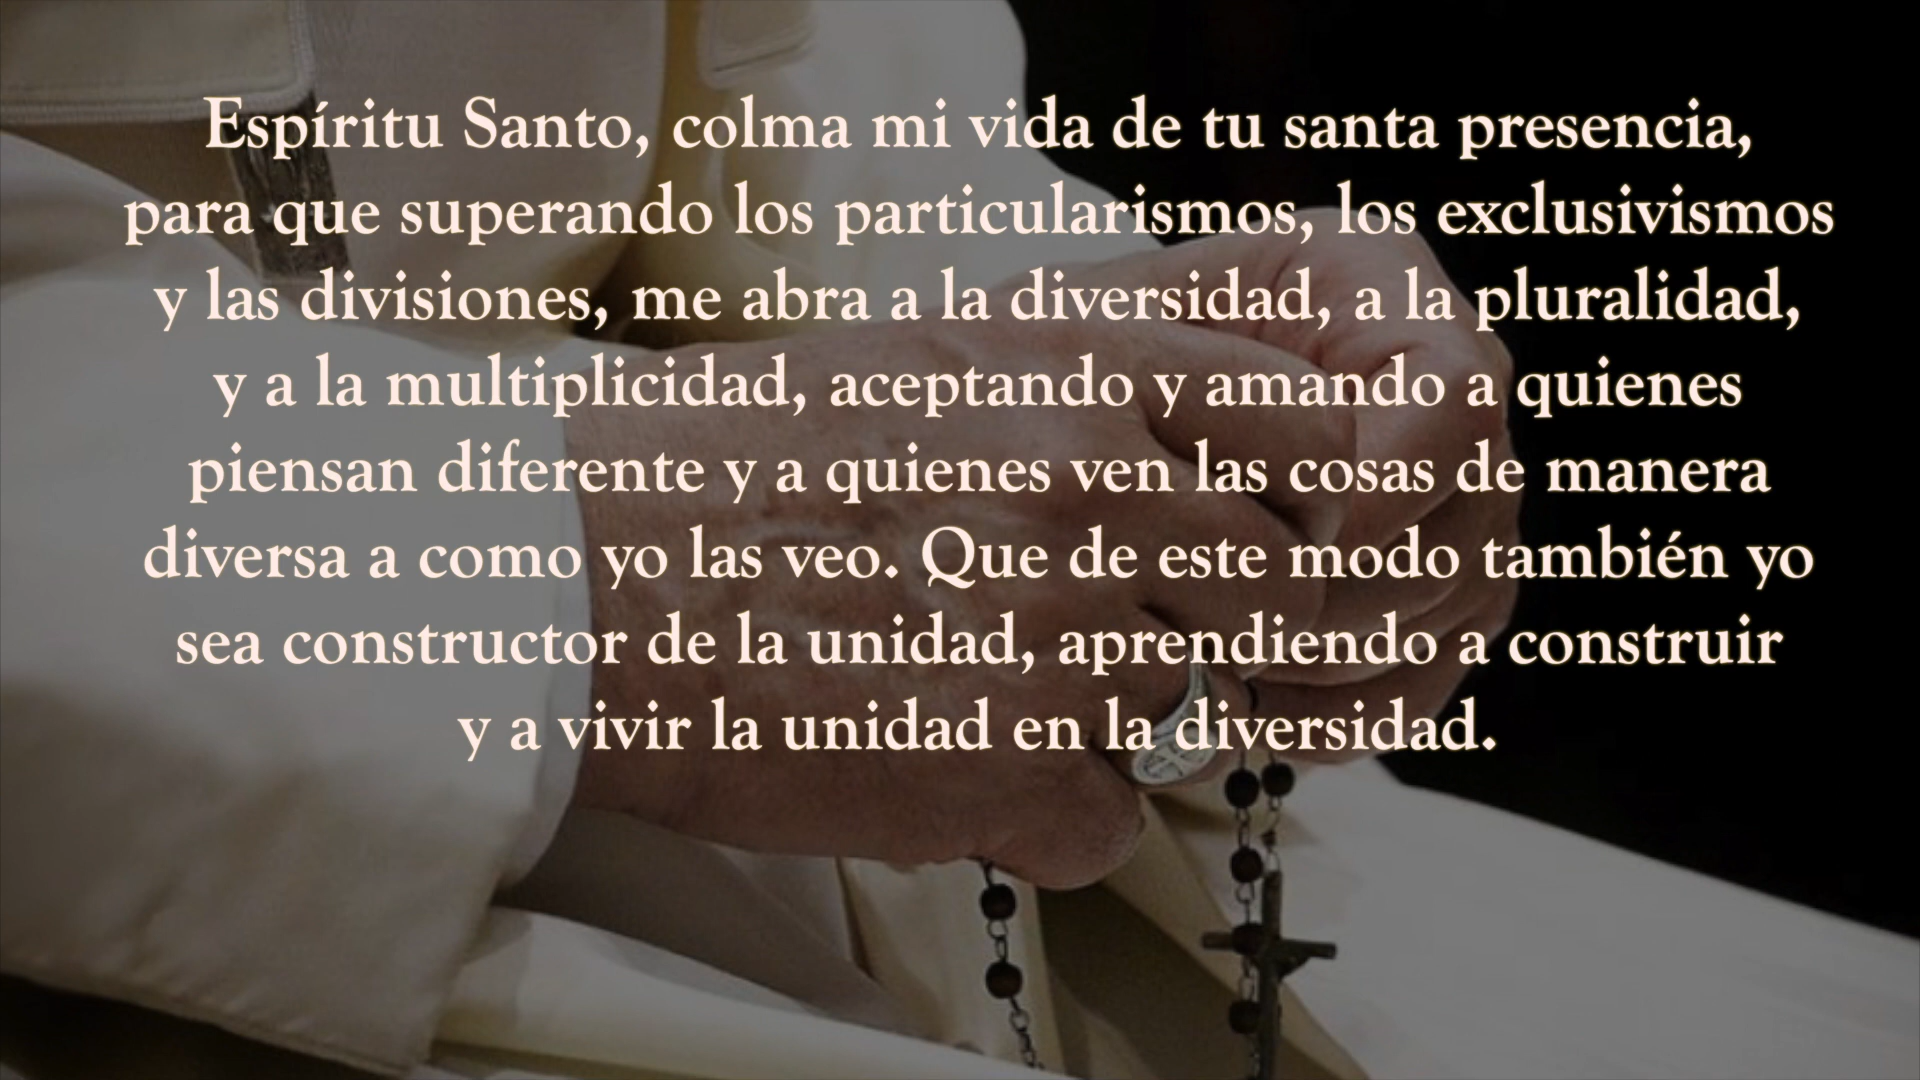 Espíritu Santo, colma mi vida de tu santa presencia,
para que superando los particularismos, los exclusivismos
y las divisiones, me abra a la diversidad, a la pluralidad,
y a la multiplicidad, aceptando y amando a quienes
piensan diferente y a quienes ven las cosas de manera
diversa a como yo las veo. Que de este modo también yo
sea constructor de la unidad, aprendiendo a construir
y a vivir la unidad en la diversidad.